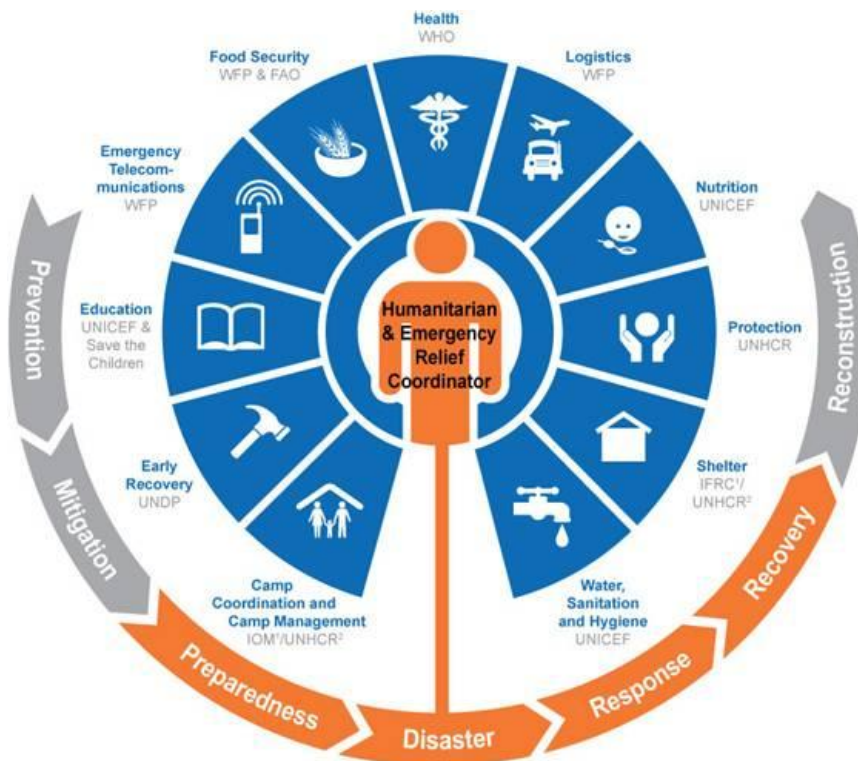 Health
WHO
Food Security
WFP & FAO
Logistics
WFP
Emergency
Telecom-
munications
WFP
Nutrition
UNICEF
Education
UNICEF &
Save the
Children
Humanitarian
& Emergency
Relief
Coordinator
Protection
UNHCR
Early
Recovery
UNDP
Shelter
IFRC¹/
UNHCR²
Camp
Coordination and
Camp Management
IOM¹/UNHCR²
Water,
Sanitation
and Hygiene
UNICEF
Prevention
Mitigation
Preparedness
Disaster
Response
Recovery
Reconstruction